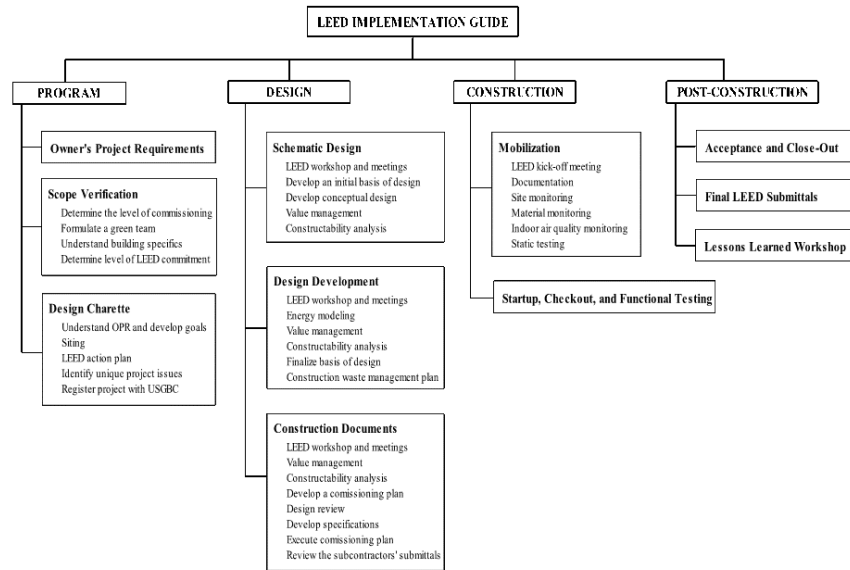 LEED IMPLEMENTATION GUIDE
PROGRAM
Owner's Project Requirements
Scope Verification
Determine the level of commissioning
Formulate a green team
Understand building specifics
Determine level of LEED commitment
Design Charette
Understand OPR and develop goals
Siting
LEED action plan
Identify unique project issues
Register project with USGBC
DESIGN
Schematic Design
LEED workshop and meetings
Develop an initial basis of design
Develop conceptual design
Value management
Constructability analysis
Design Development
LEED workshop and meetings
Energy modeling
Value management
Constructability analysis
Finalize basis of design
Construction waste management plan
Construction Documents
LEED workshop and meetings
Value management
Constructability analysis
Develop a comissioning plan
Design review
Develop specifications
Execute comissioning plan
Review the subcontractors' submittals
CONSTRUCTION
Mobilization
LEED kick-off meeting
Documentation
Site monitoring
Material monitoring
Indoor air quality monitoring
Static testing
Startup, Checkout, and Functional Testing
POST-CONSTRUCTION
Acceptance and Close-Out
Final LEED Submittals
Lessons Learned Workshop